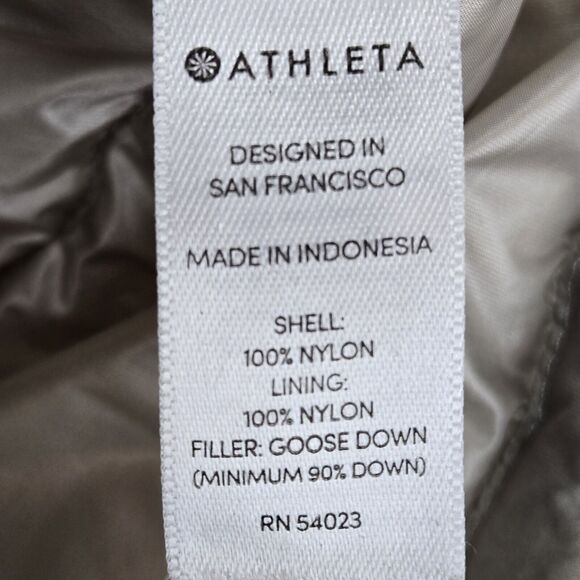 ATHLETA
DESIGNED IN
SAN FRANCISCO
MADE IN INDONESIA
SHELL:
100% NYLON
LINING:
100% NYLON
FILLER: GOOSE DOWN
(MINIMUM 90% DOWN)
RN 54023